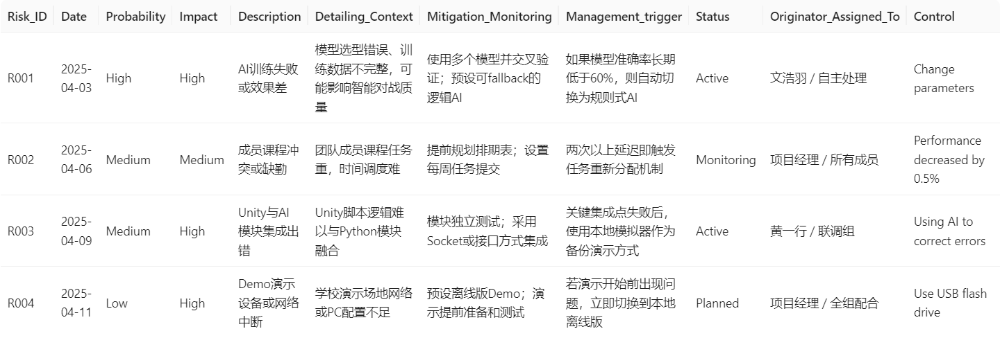 Risk_ID Date Probability Impact Description Detailing_Context Mitigation_Monitoring Management_trigger Status Originator_Assigned_To Control
R001
2025-
04-03
High
High
AI训练失败
或效果差
模型选型错误、训
练数据不完整，可
能影响智能对战质
量
使用多个模型并交叉验
证；预设可fallback的
逻辑AI
如果模型准确率长期
低于60%，则自动切
换为规则式AI
Active
文浩羽 / 自主处理
Change
parameters
R002
2025-
04-06
Medium
Medium
成员课程冲
突或缺勤
团队成员课程任务
重，时间调度难
提前规划排期表；设置
每周任务提交
两次以上延迟即触发
任务重新分配机制
Monitoring
项目经理 / 所有成员
Performance
decreased by
0.5%
R003
2025-
04-09
Medium
High
Unity与AI
模块集成出
错
Unity脚本逻辑难
以与Python模块
融合
模块独立测试；采用
Socket或接口方式集成
关键集成点失败后，
使用本地模拟器作为
备份演示方式
Active
黄一行 / 联调组
Using AI to
correct errors
R004
2025-
04-11
Low
High
Demo演示
设备或网络
中断
学校演示场地网络
或PC配置不足
预设离线版Demo；演
示提前准备和测试
若演示开始前出现问
题，立即切换到本地
离线版
Planned
项目经理 / 全组配合
Use USB flash
drive